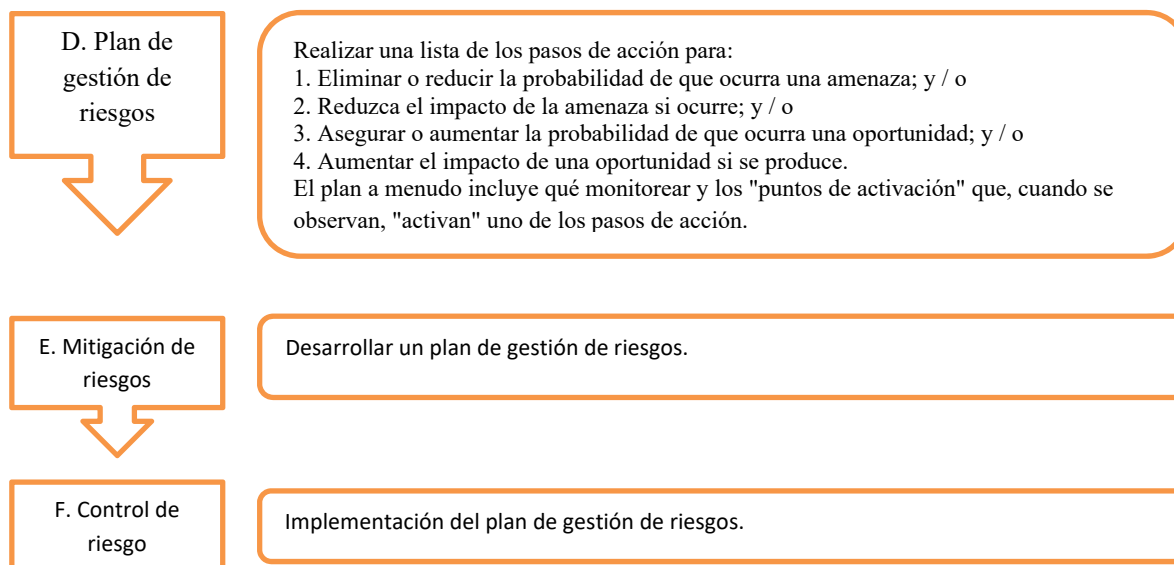 D. Plan de
gestión de
riesgos
Realizar una lista de los pasos de acción para:
1. Eliminar o reducir la probabilidad de que ocurra una amenaza; y / o
2. Reduzca el impacto de la amenaza si ocurre; y / o
3. Asegurar o aumentar la probabilidad de que ocurra una oportunidad; y / o
4. Aumentar el impacto de una oportunidad si se produce.
El plan a menudo incluye qué monitorear y los "puntos de activación" que, cuando se
observan, "activan" uno de los pasos de acción.
E. Mitigación de
riesgos
Desarrollar un plan de gestión de riesgos.
F. Control de
riesgo
Implementación del plan de gestión de riesgos.